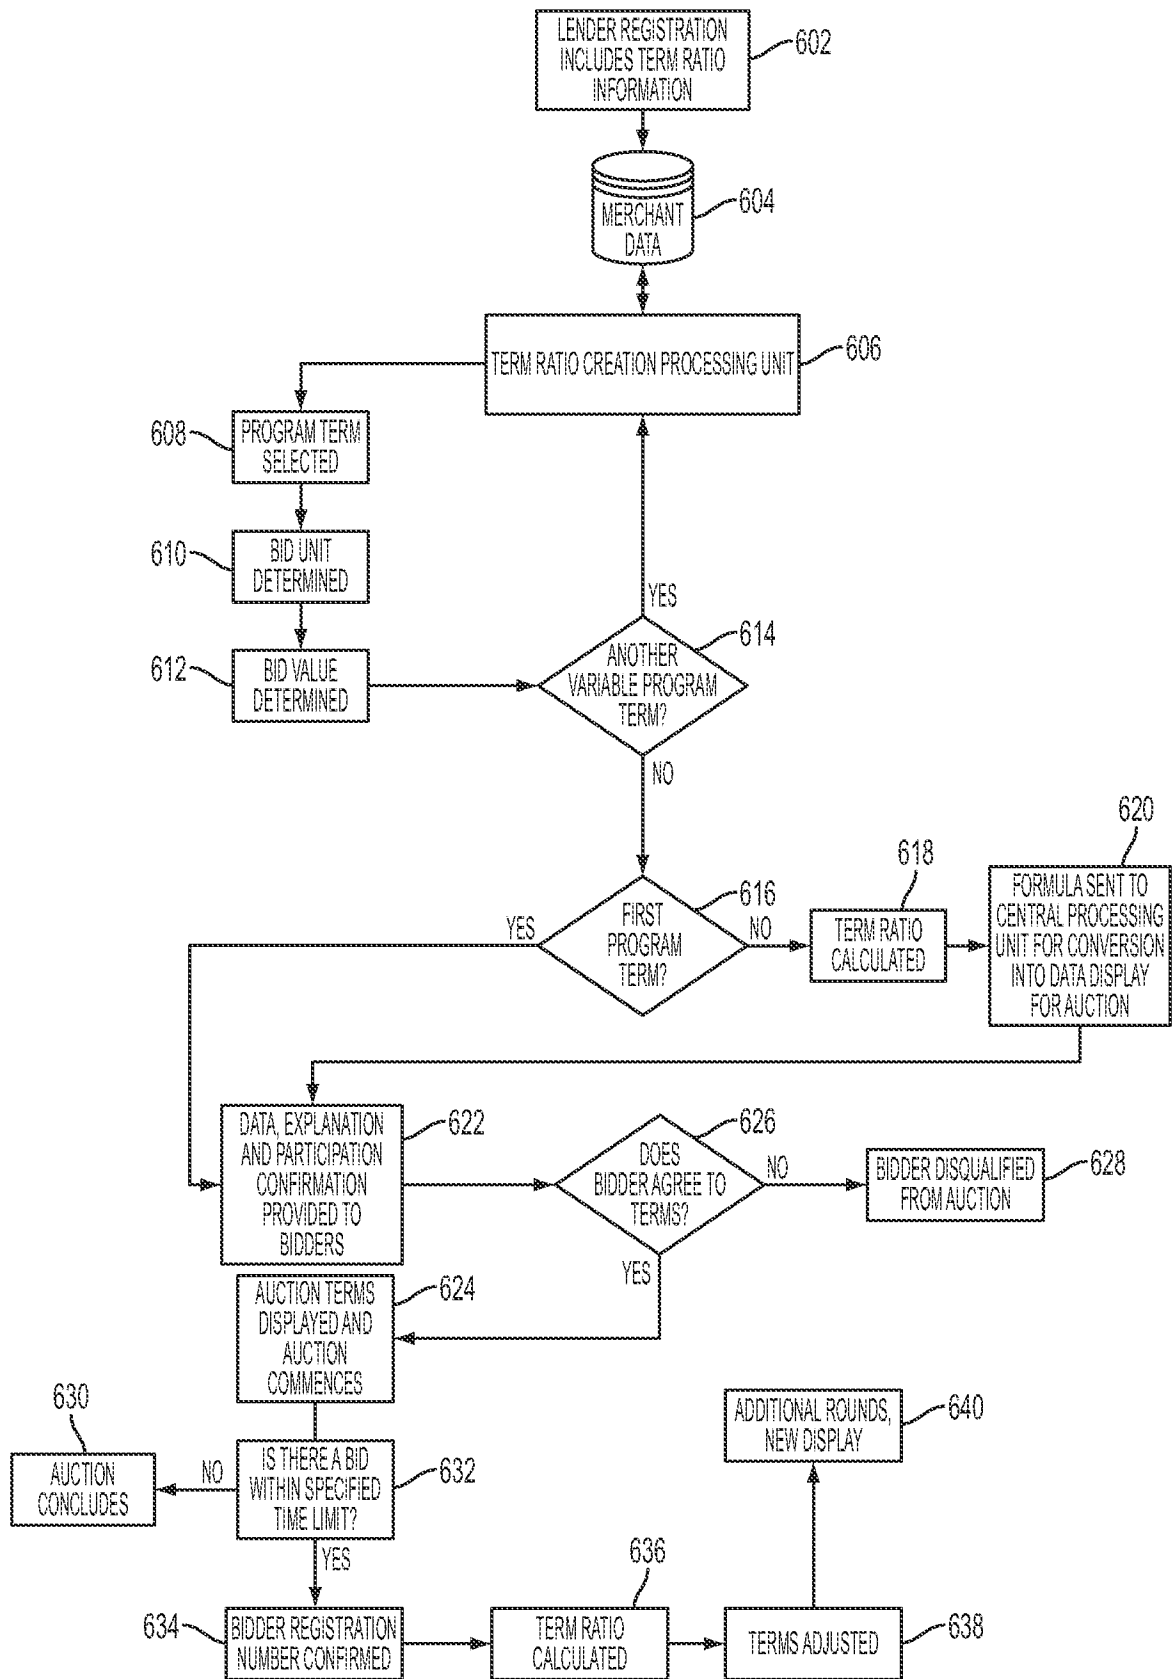 LENDER REGISTRATION
INCLUDES TERM RATIO
INFORMATION
602
MERCHANT
DATA
604
TERM RATIO CREATION PROCESSING UNIT
606
608
PROGRAM TERM
SELECTED
610
BID UNIT
DETERMINED
YES
614
612
BID VALUE
DETERMINED
ANOTHER
VARIABLE PROGRAM
TERM?
NO
620
618
616
YES
FIRST
PROGRAM
TERM?
NO
TERM RATIO
CALCULATED
FORMULA SENT TO
CENTRAL PROCESSING
UNIT FOR CONVERSION
INTO DATA DISPLAY
FOR AUCTION
DATA, EXPLANATION
AND PARTICIPATION
CONFIRMATION
PROVIDED TO
BIDDERS
622
626
DOES
BIDDER AGREE TO
TERMS?
NO
BIDDER DISQUALIFIED
FROM AUCTION
628
YES
AUCTION TERMS
DISPLAYED AND
AUCTION
COMMENCES
624
630
AUCTION
CONCLUDES
NO
IS THERE A BID
WITHIN SPECIFIED
TIME LIMIT?
632
ADDITIONAL ROUNDS,
NEW DISPLAY
640
YES
636
634
BIDDER REGISTRATION
NUMBER CONFIRMED
TERM RATIO
CALCULATED
TERMS ADJUSTED
638